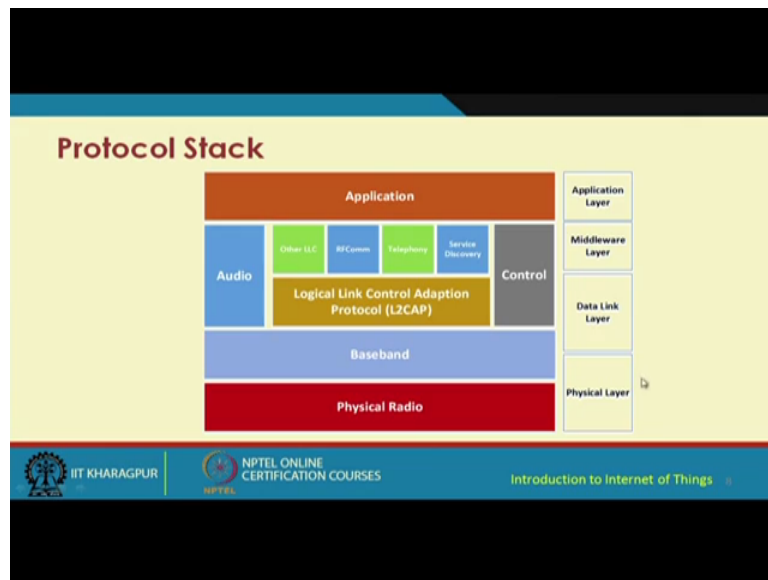 Protocol Stack
Application
Application
Layer
Audio
Other LLC
RFComm
Telephony
Service
Discovery
Control
Middleware
Layer
Logical Link Control Adaption
Protocol (L2CAP)
Data Link
Layer
Baseband
Physical Radio
Physical Layer
IIT KHARAGPUR
NPTEL
NPTEL ONLINE
CERTIFICATION COURSES
Introduction to Internet of Things